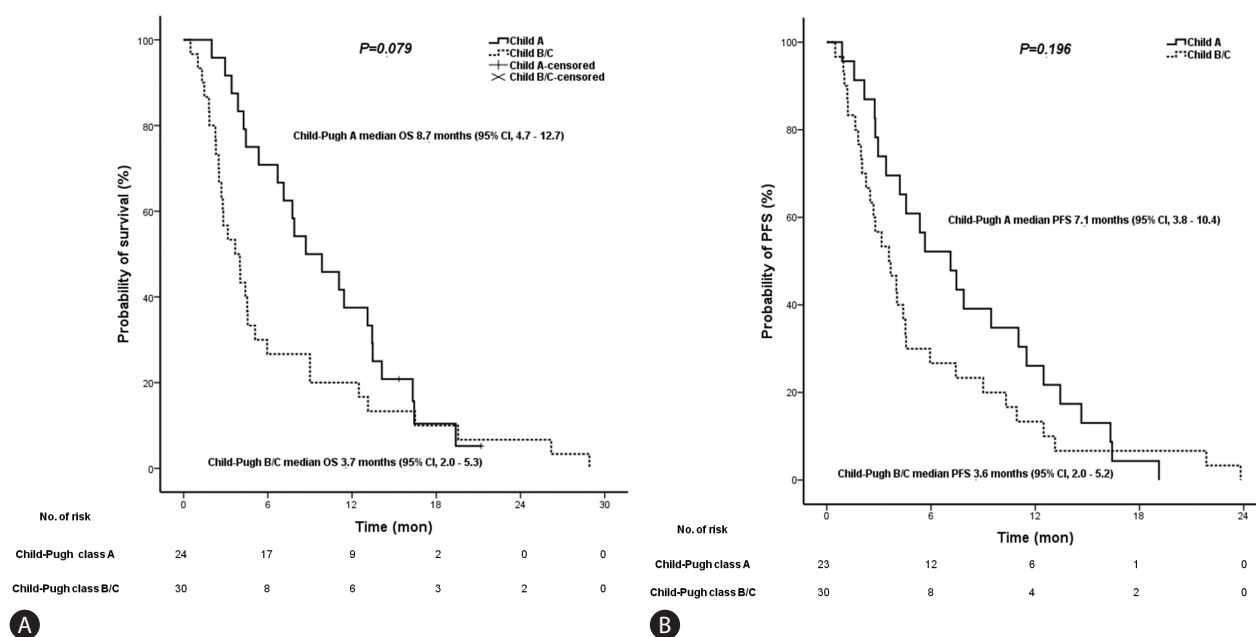 P=0.079
Child A
Child B/C
Child A-censored
Child B/C-censored
Child-Pugh A median OS 8.7 months (95% CI, 4.7 - 12.7)
Child-Pugh B/C median OS 3.7 months (95% CI, 2.0 - 5.3)
Probability of survival (%)
100
80
60
40
20
0
0 6 12 18 24 30
Time (mon)
No. of risk
Child-Pugh class A 24 17 9 2 0 0
Child-Pugh class B/C 30 8 6 3 2 0
A
P=0.196
Child A
Child B/C
Child-Pugh A median PFS 7.1 months (95% CI, 3.8 - 10.4)
Child-Pugh B/C median PFS 3.6 months (95% CI, 2.0 - 5.2)
Probability of PFS (%)
100
80
60
40
20
0
0 6 12 18 24
Time (mon)
No. of risk
Child-Pugh class A 23 12 6 1 0
Child-Pugh class B/C 30 8 4 2 0
B